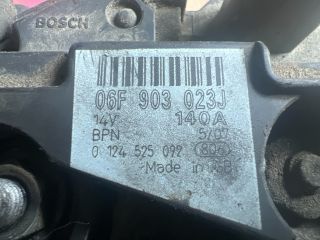 BOSCH
06F 903 023J
14V 140A
BPN 5/07
0 124 525 092
Made in